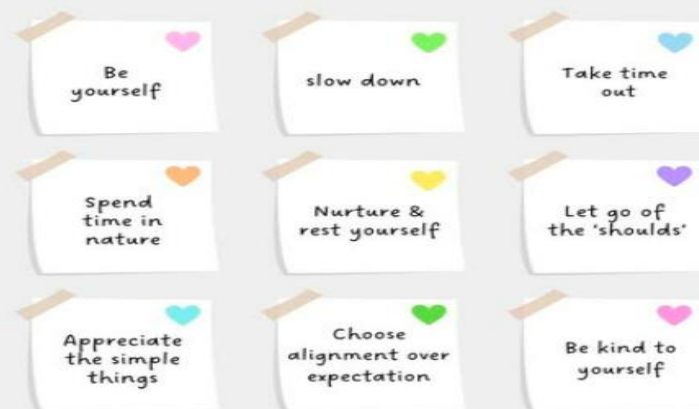 Be
yourself
slow down
Take time
out
Spend
time in
nature
Nurture &
rest yourself
Let go of
the 'shoulds'
Appreciate
the simple
things
Choose
alignment over
expectation
Be kind to
yourself